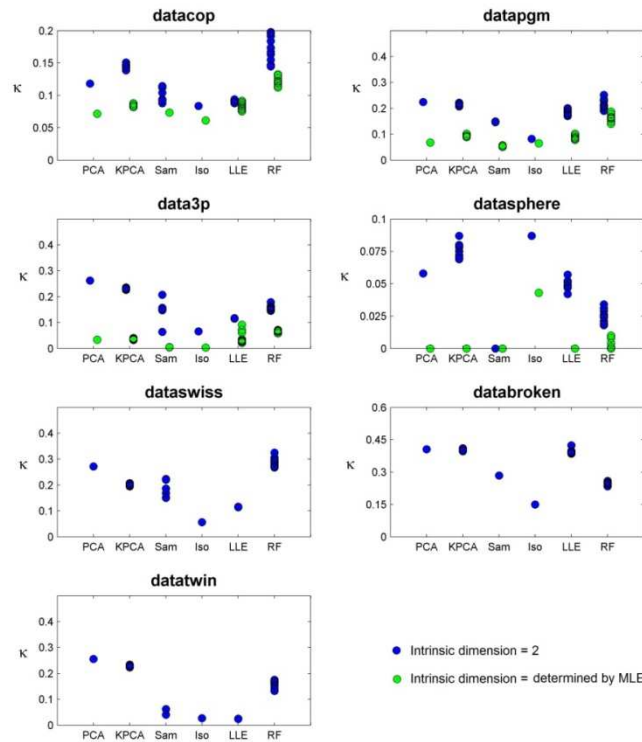 datacop
0.2
0.15
κ
0.1
0.05
0
PCA KPCA Sam Iso LLE RF
datapgm
0.4
κ
0.3
0.2
0.1
0
PCA KPCA Sam Iso LLE RF
data3p
0.4
κ
0.3
0.2
0.1
0
PCA KPCA Sam Iso LLE RF
datasphere
0.1
0.075
κ
0.05
0.025
0
PCA KPCA Sam Iso LLE RF
dataswiss
0.4
κ
0.3
0.2
0.1
0
PCA KPCA Sam Iso LLE RF
databroken
0.6
0.45
κ
0.3
0.15
0
PCA KPCA Sam Iso LLE RF
datatwin
0.4
κ
0.3
0.2
0.1
0
PCA KPCA Sam Iso LLE RF
Intrinsic dimension = 2
Intrinsic dimension = determined by MLE